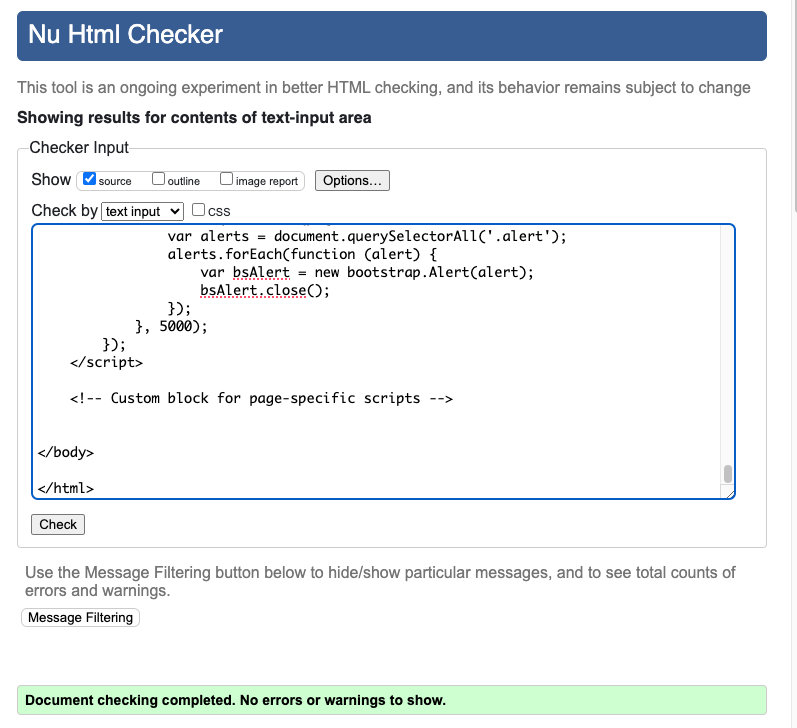 Nu Html Checker
This tool is an ongoing experiment in better HTML checking, and its behavior remains subject to change
Showing results for contents of text-input area
Checker Input
Show source outline image report Options...
Check by text input CSS
var alerts = document.querySelectorAll('.alert');
alerts.forEach(function (alert) {
var bsAlert = new bootstrap.Alert(alert);
bsAlert.close();
});
}, 5000);
});
</script>
<!-- Custom block for page-specific scripts -->
</body>
</html>
Check
Use the Message Filtering button below to hide/show particular messages, and to see total counts of
errors and warnings.
Message Filtering
Document checking completed. No errors or warnings to show.